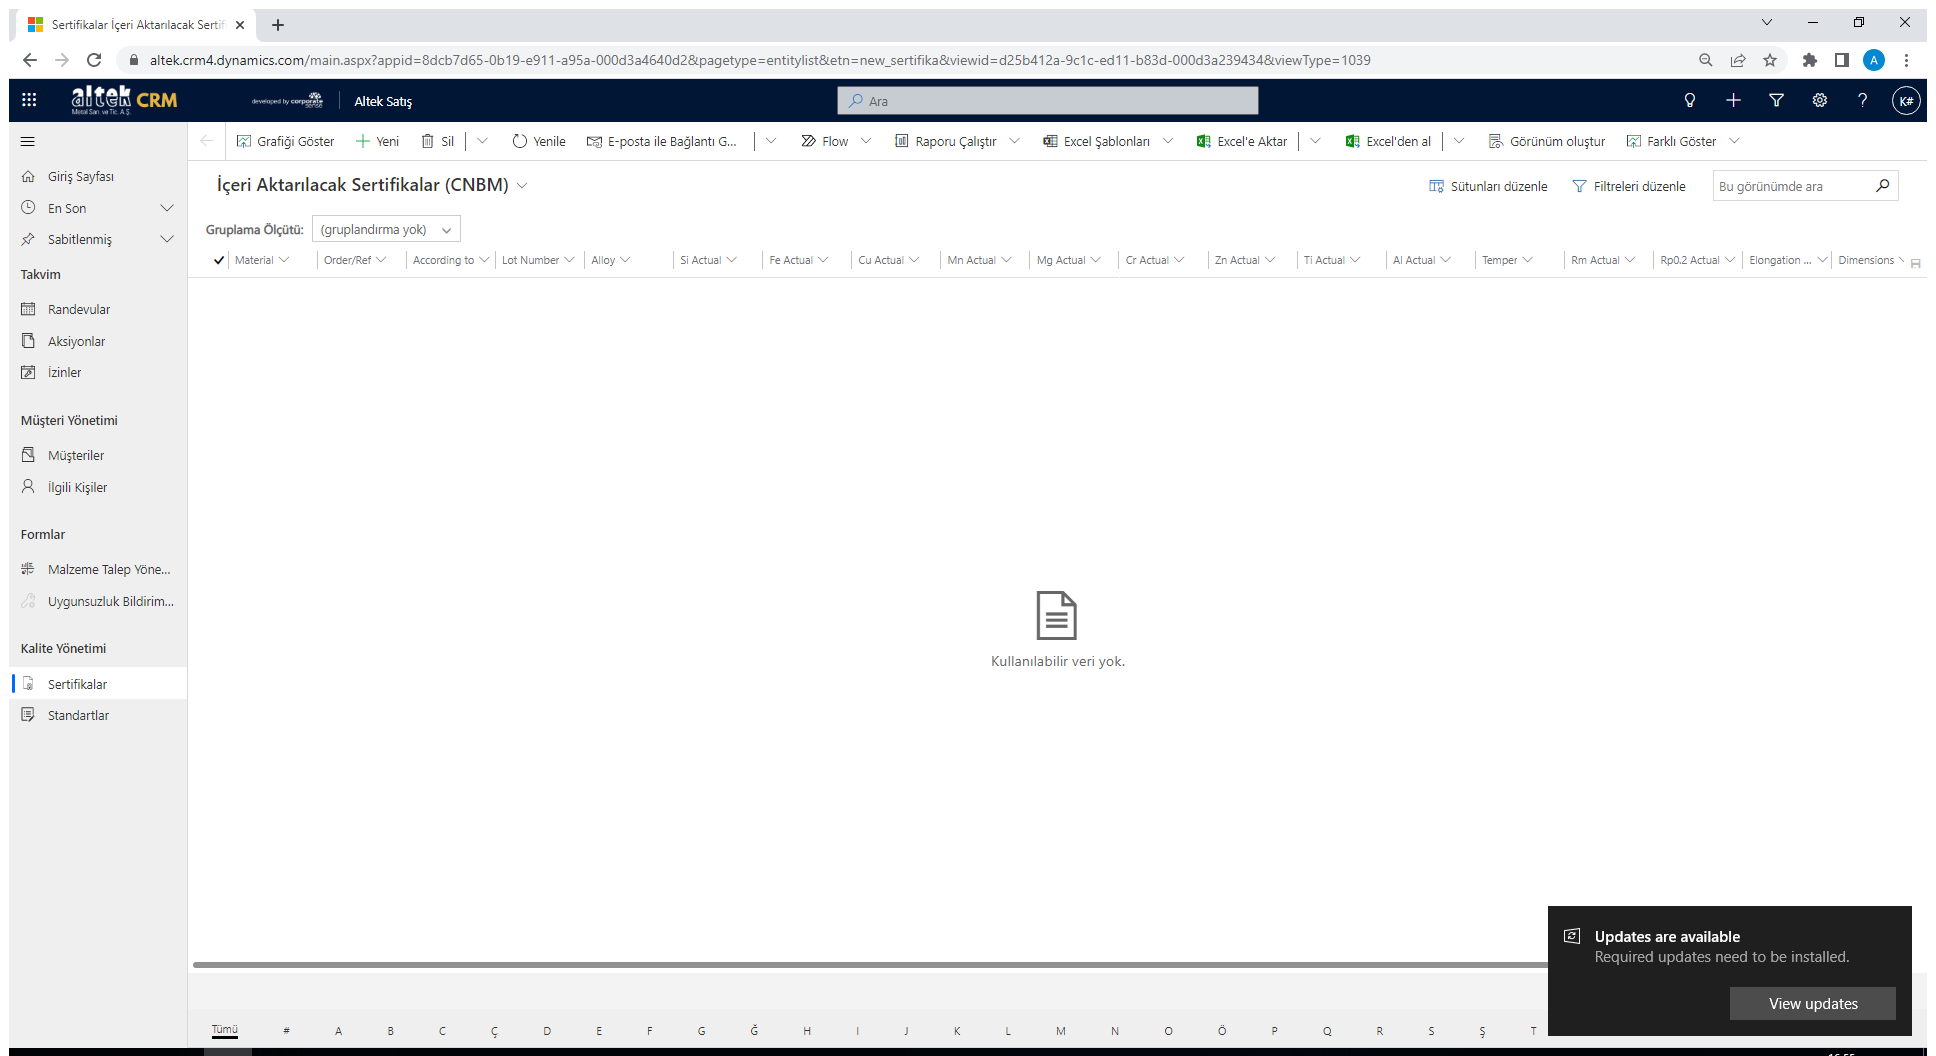 Sertifikalar İçeri Aktarılacak Sertif
altek.crm4.dynamics.com/main.aspx?appid=8dcb7d65-0b19-e911-a95a-000d3a4640d2&pagetype=entitylist&etn=new_sertifika&viewid=d25b412a-9c1c-ed11-b83d-000d3a239434&viewType=1039
A
altek CRM
Metal San. ve Tic. A.Ş.
developed by corporate sense
Altek Satış
Ara
K#
Grafiği Göster
Yeni
Sil
Yenile
E-posta ile Bağlantı G...
Flow
Raporu Çalıştır
Excel Şablonları
Excel'e Aktar
Excel'den al
Görünüm oluştur
Farklı Göster
Giriş Sayfası
En Son
Sabitlenmiş
Takvim
Randevular
Aksiyonlar
İzinler
Müşteri Yönetimi
Müşteriler
İlgili Kişiler
Formlar
Malzeme Talep Yöne...
Uygunsuzluk Bildirim...
Kalite Yönetimi
Sertifikalar
Standartlar
İçeri Aktarılacak Sertifikalar (CNBM)
Sütunları düzenle
Filtreleri düzenle
Bu görünümde ara
Gruplama Ölçütü: (gruplandırma yok)
Material Order/Ref According to Lot Number Alloy Si Actual Fe Actual Cu Actual Mn Actual Mg Actual Cr Actual Zn Actual Ti Actual Al Actual Temper Rm Actual Rp0.2 Actual Elongation ... Dimensions
Kullanılabilir veri yok.
Updates are available
Required updates need to be installed.
View updates
Tümü # A B C Ç D E F G Ğ H I J K L M N O Ö P Q R S Ş T